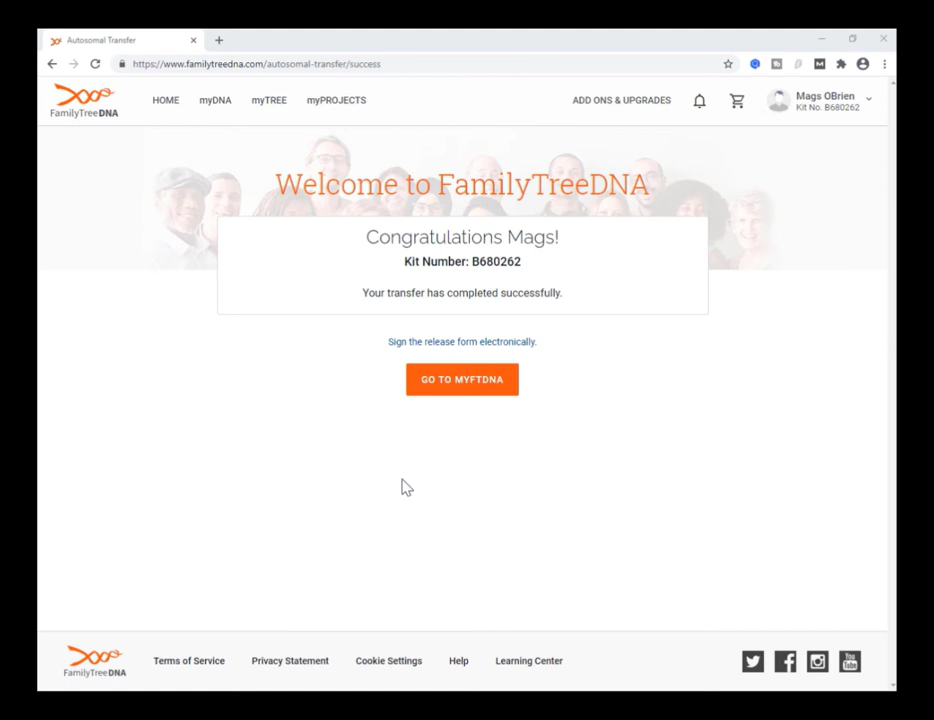 Autosomal Transfer
https://www.familytreedna.com/autosomal-transfer/success
FamilyTreeDNA
HOME myDNA myTREE myPROJECTS ADD ONS & UPGRADES
Mags OBrien
Kit No. B680262
Welcome to FamilyTreeDNA
Congratulations Mags!
Kit Number: B680262
Your transfer has completed successfully.
Sign the release form electronically.
GO TO MYFTDNA
FamilyTreeDNA
Terms of Service Privacy Statement Cookie Settings Help Learning Center
You
Tube